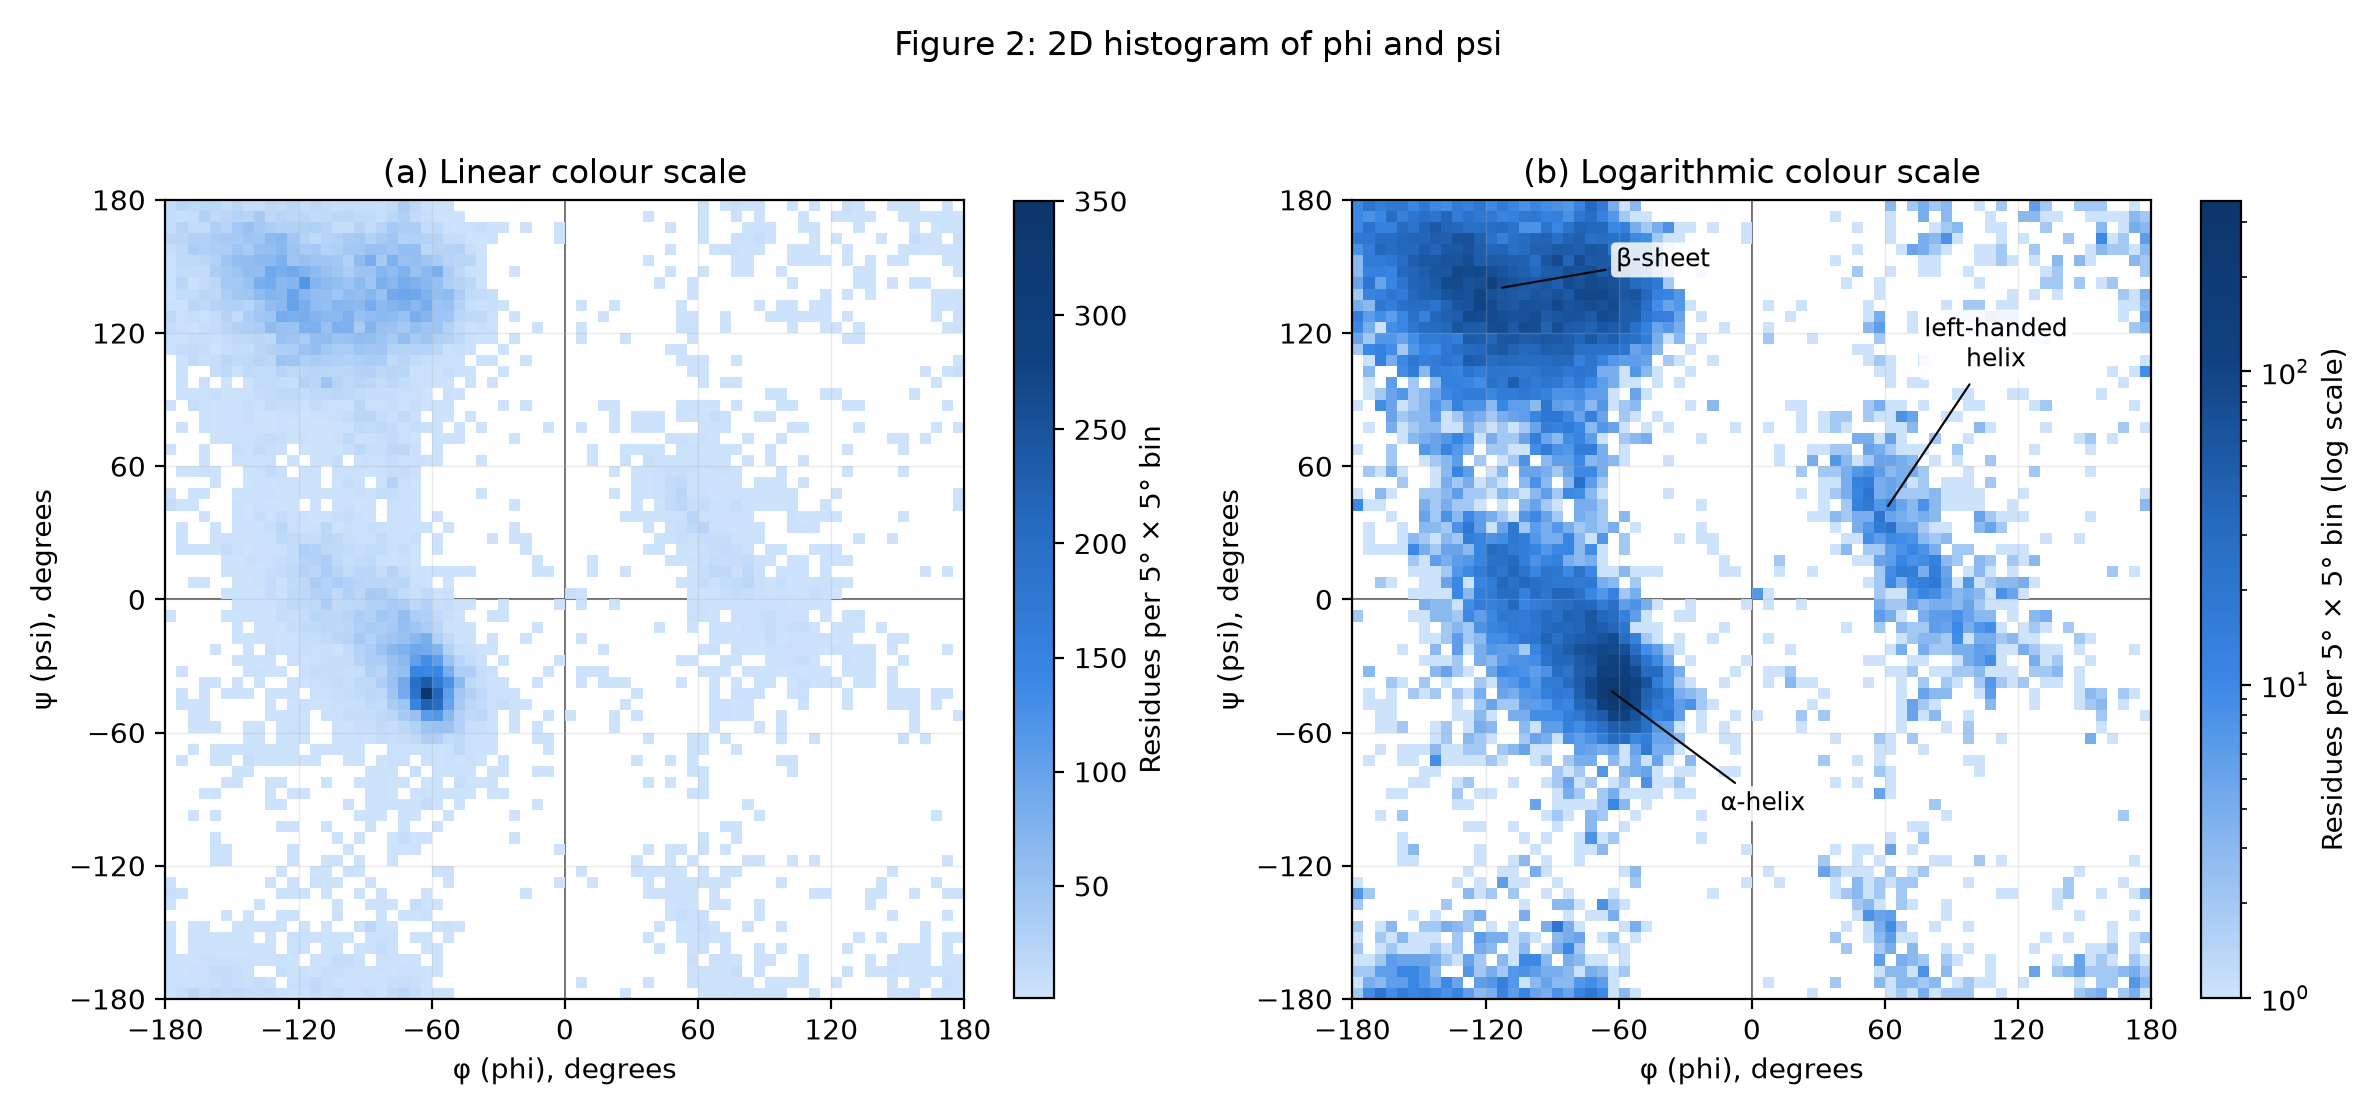 Figure 2: 2D histogram of phi and psi
(a) Linear colour scale
180
120
60
0
−60
−120
−180
−180
−120
−60
0
60
120
180
ψ (psi), degrees
φ (phi), degrees
350
300
250
200
150
100
50
Residues per 5° × 5° bin
(b) Logarithmic colour scale
180
120
60
0
−60
−120
−180
−180
−120
−60
0
60
120
180
ψ (psi), degrees
φ (phi), degrees
β-sheet
left-handed
helix
α-helix
10²
10¹
10⁰
Residues per 5° × 5° bin (log scale)